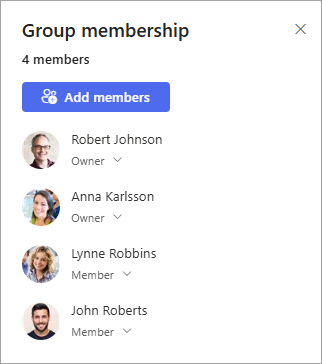 Group membership
4 members
Add members
Robert Johnson
Owner
Anna Karlsson
Owner
Lynne Robbins
Member
John Roberts
Member